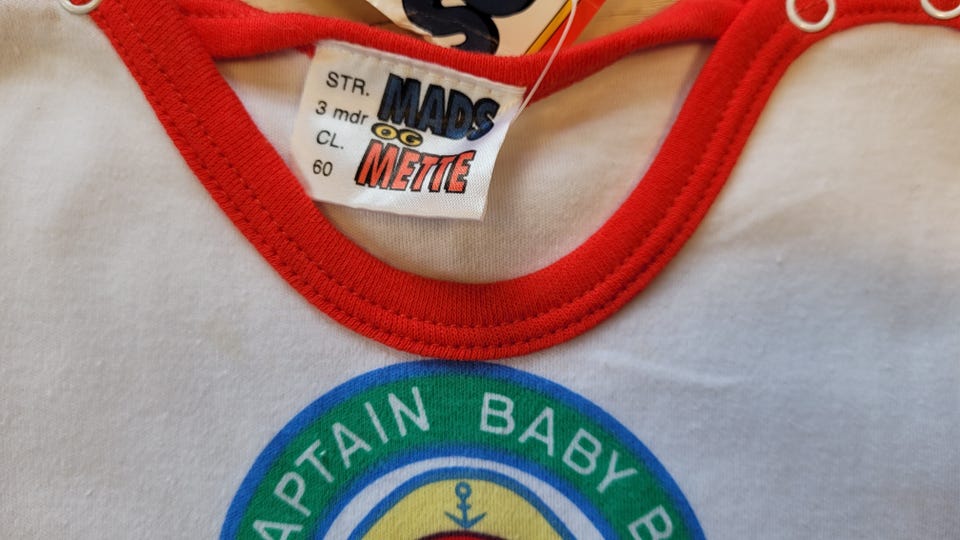 STR.
3 mdr
CL.
60
MADS
OG
METTE
APTAIN BABY B